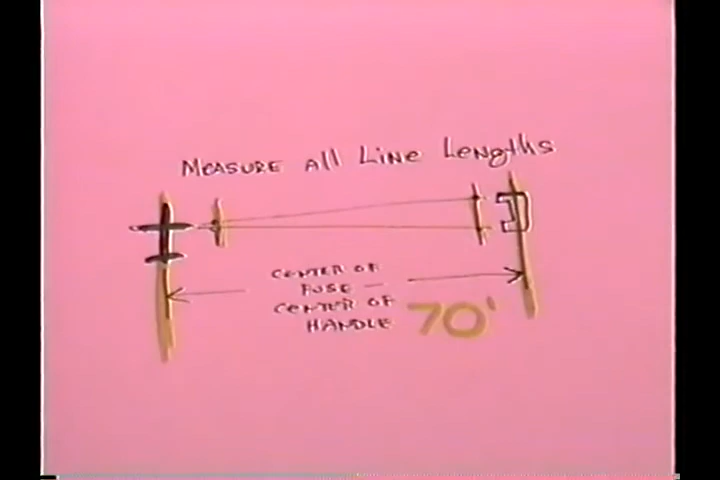 MEASURE all LiNe Lengths
CENTER OF
FUSE —
CENTER OF
HANDLE
70'